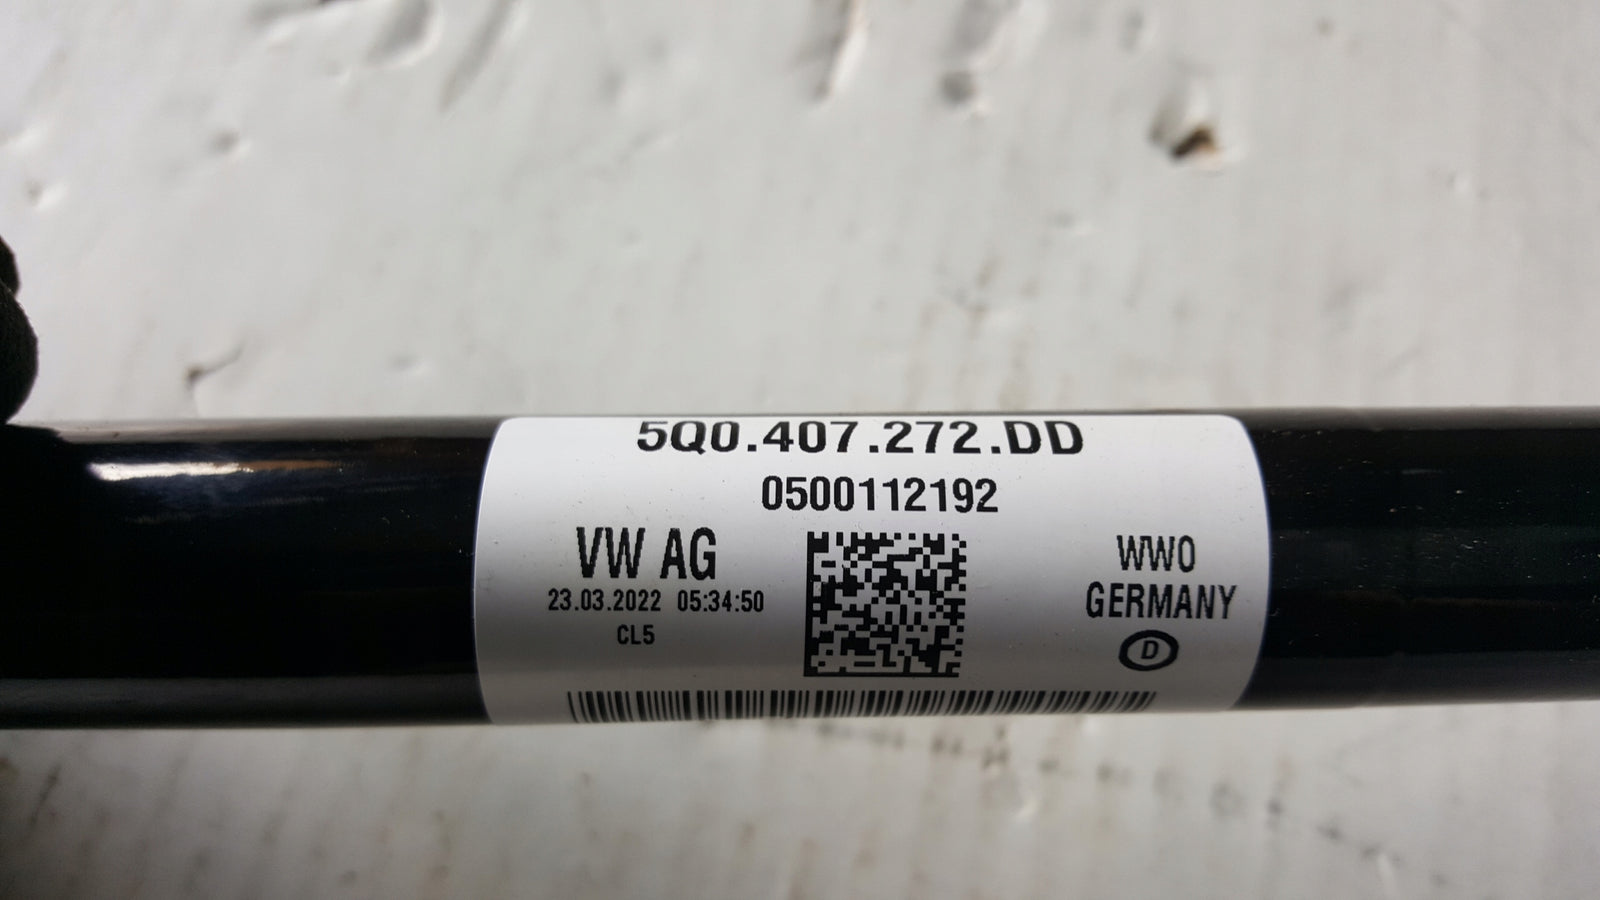 5Q0.407.272.DD
0500112192
VW AG
23.03.2022 05:34:50
CL5
WWO
GERMANY
D